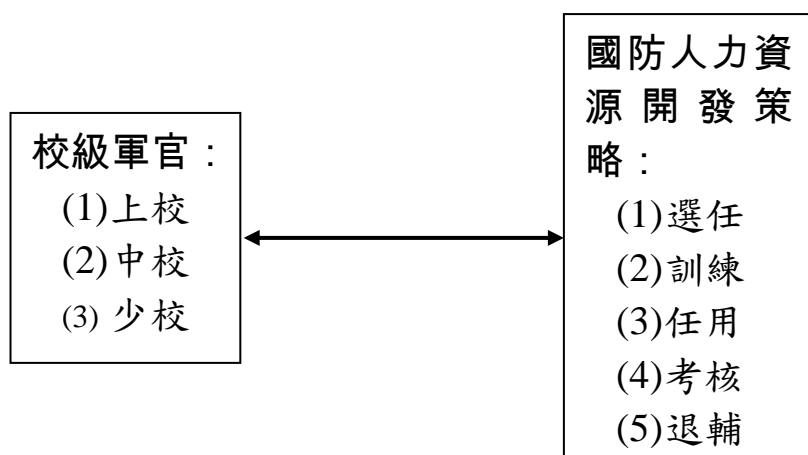 校級軍官：
(1)上校
(2)中校
(3) 少校
國防人力資
源開發策
略：
(1)選任
(2)訓練
(3)任用
(4)考核
(5)退輔